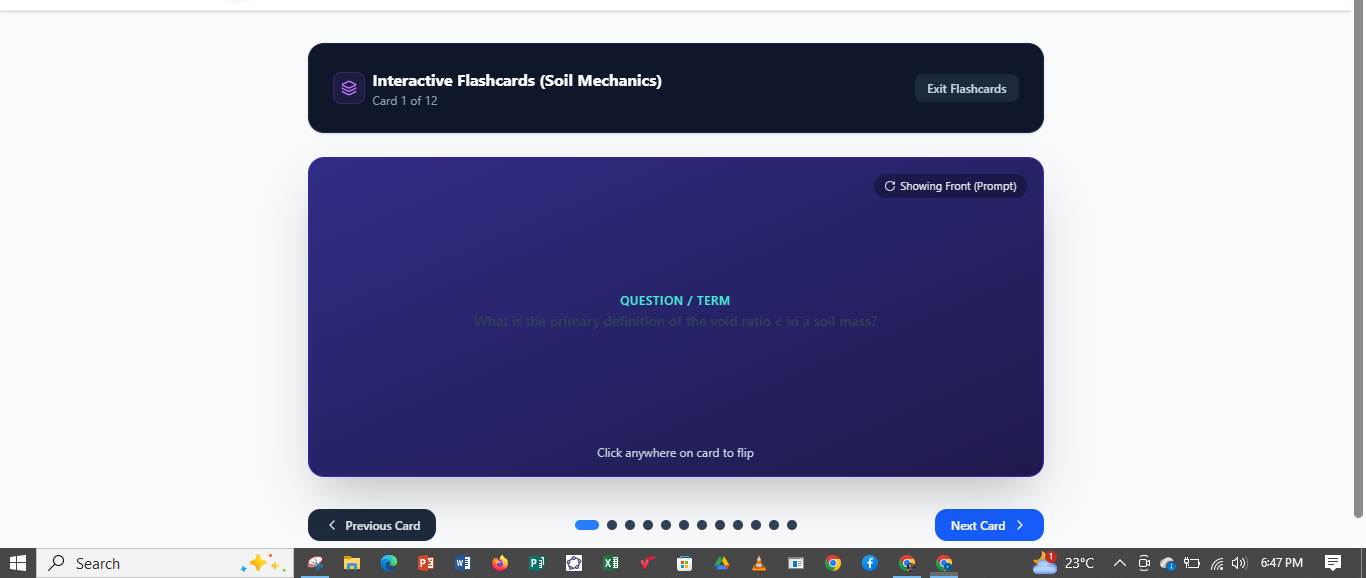 Interactive Flashcards (Soil Mechanics)
Card 1 of 12
Exit Flashcards
Showing Front (Prompt)
QUESTION / TERM
What is the primary definition of the void ratio e in a soil mass?
Click anywhere on card to flip
Previous Card
Next Card
Search
1
23°C
6:47 PM